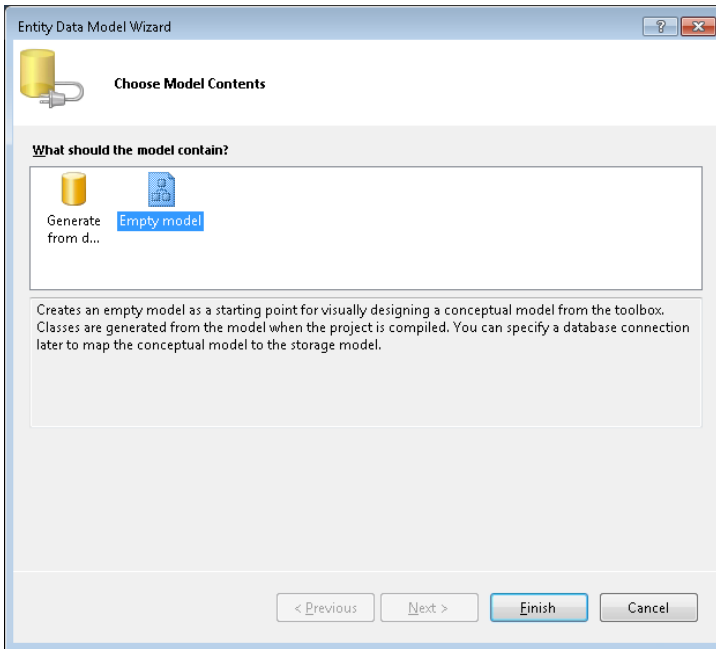 Entity Data Model Wizard
?
Choose Model Contents
What should the model contain?
Generate
from d...
Empty model
Creates an empty model as a starting point for visually designing a conceptual model from the toolbox.
Classes are generated from the model when the project is compiled. You can specify a database connection
later to map the conceptual model to the storage model.
< Previous
Next >
Finish
Cancel